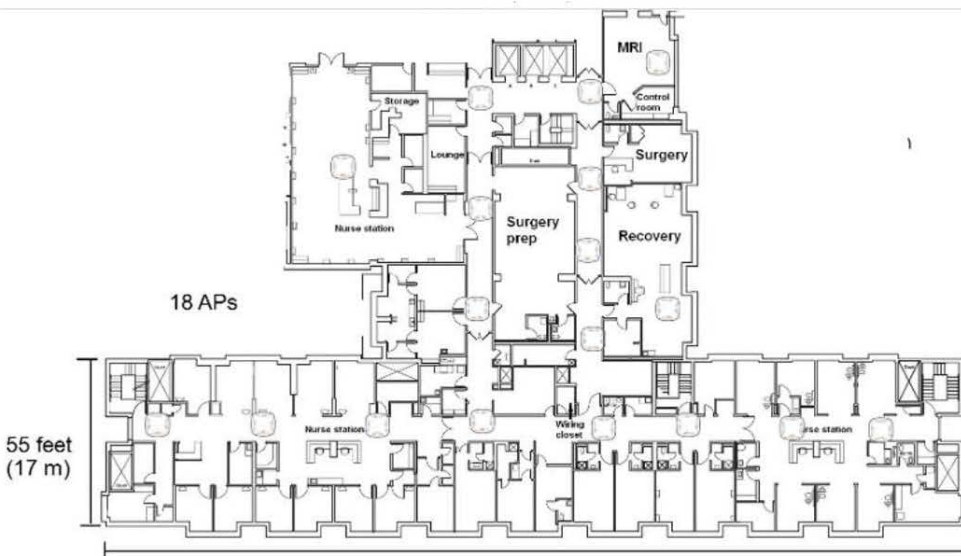 MRI
Control
room
Storage
Surgery
Lounge
Nurse station
Surgery
prep
Recovery
18 APs
55 feet
(17 m)
Nurse station
Wiring
closet
station